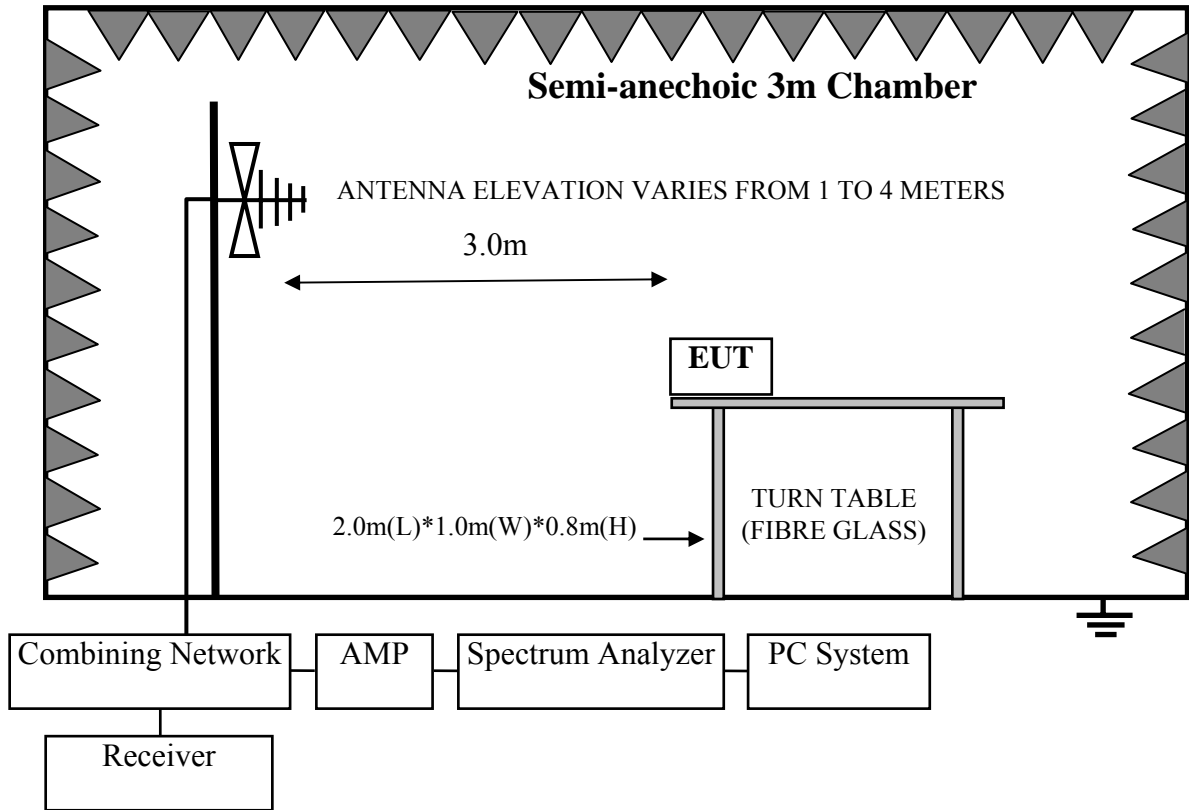 Semi-anechoic 3m Chamber
ANTENNA ELEVATION VARIES FROM 1 TO 4 METERS
3.0m
EUT
TURN TABLE
(FIBRE GLASS)
2.0m(L)*1.0m(W)*0.8m(H)
Combining Network
AMP
Spectrum Analyzer
PC System
Receiver